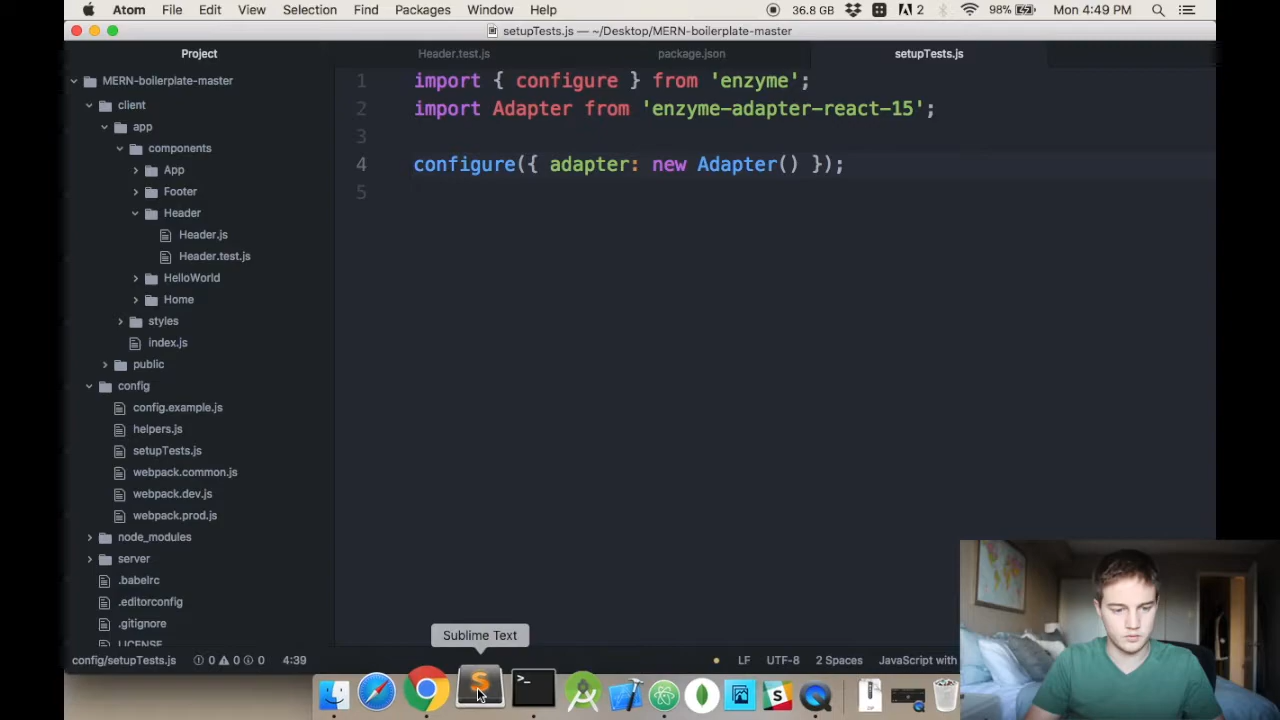 Atom File Edit View Selection Find Packages Window Help 36.8 GB 2 98% Mon 4:49 PM
setupTests.js — ~/Desktop/MERN-boilerplate-master
Project
Header.test.js
package.json
setupTests.js
MERN-boilerplate-master
client
app
components
App
Footer
Header
Header.js
Header.test.js
HelloWorld
Home
styles
index.js
public
config
config.example.js
helpers.js
setupTests.js
webpack.common.js
webpack.dev.js
webpack.prod.js
node_modules
server
.babelrc
.editorconfig
.gitignore
LICENSE
1 import { configure } from 'enzyme';
2 import Adapter from 'enzyme-adapter-react-15';
3
4 configure({ adapter: new Adapter() });
5
Sublime Text
config/setupTests.js 0 0 0 4:39 LF UTF-8 2 Spaces JavaScript with